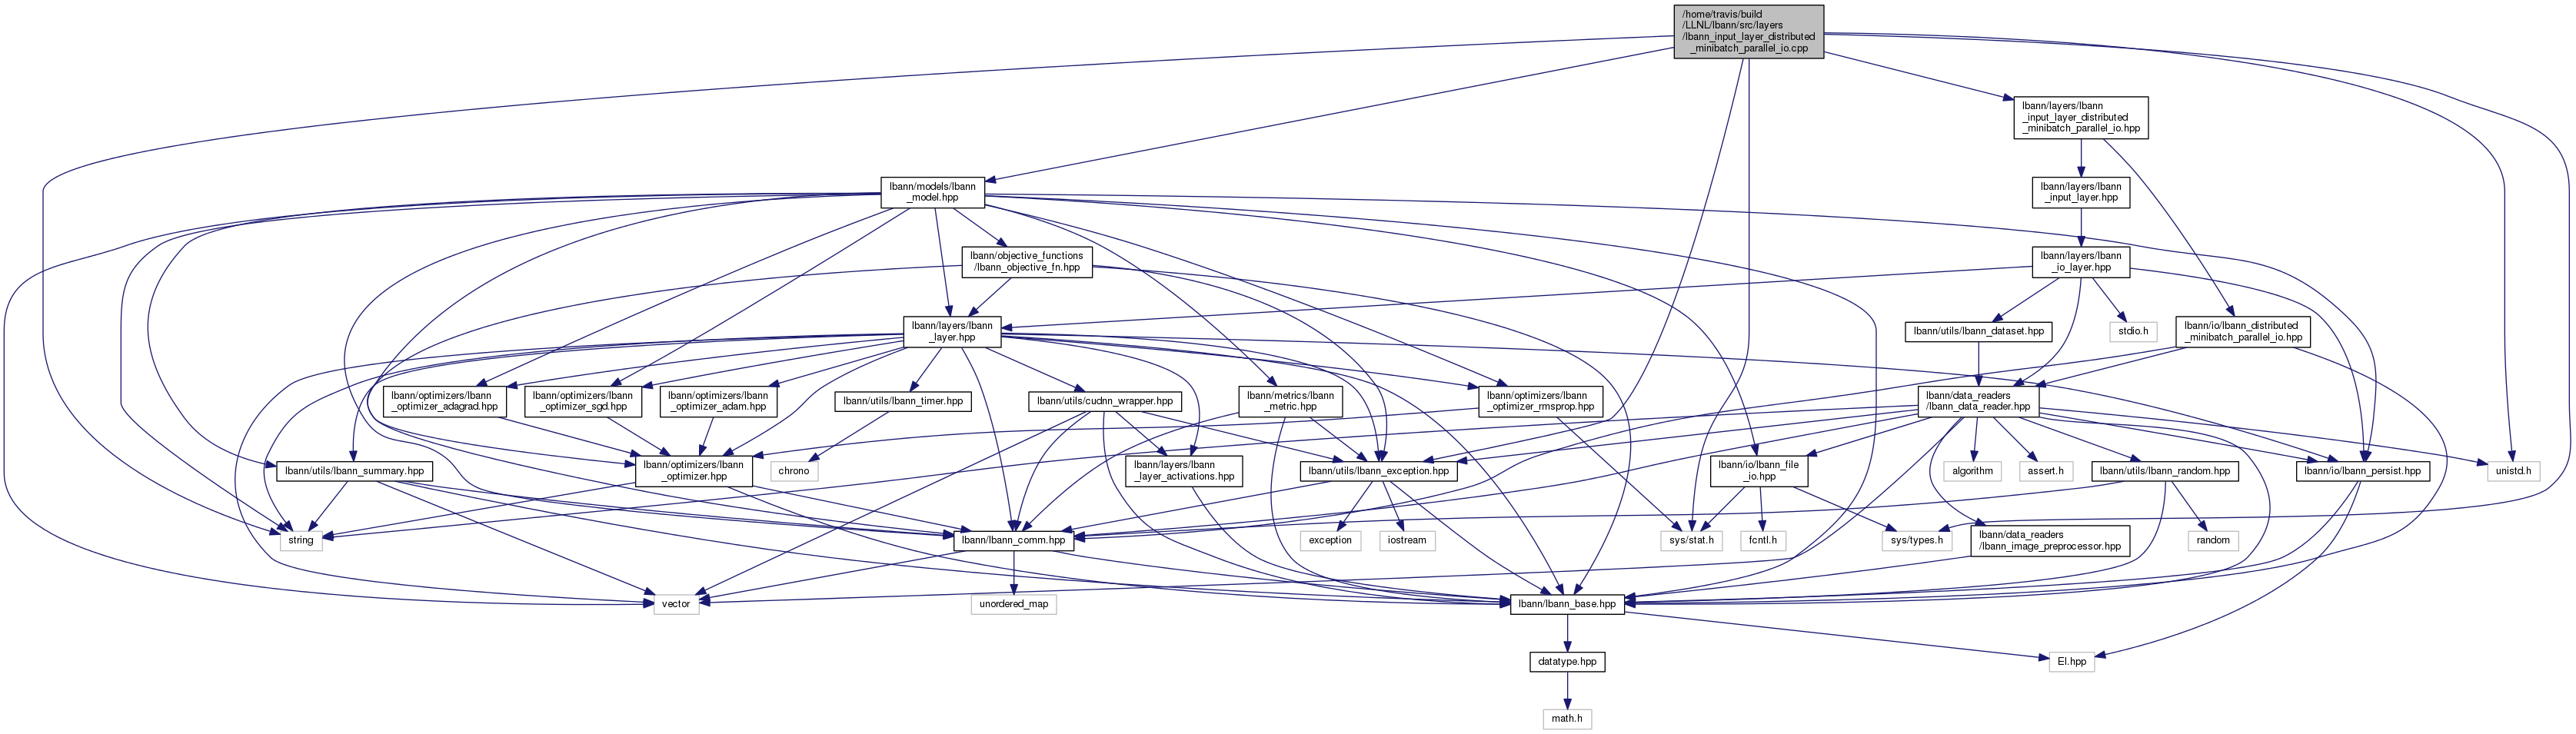 /home/travis/build
/LLNL/lbann/src/layers
/lbann_input_layer_distributed
_minibatch_parallel_io.cpp
lbann/layers/lbann
_input_layer_distributed
_minibatch_parallel_io.hpp
lbann/models/lbann
_model.hpp
lbann/layers/lbann
_input_layer.hpp
lbann/objective_functions
/lbann_objective_fn.hpp
lbann/layers/lbann
_io_layer.hpp
lbann/layers/lbann
_layer.hpp
lbann/utils/lbann_dataset.hpp
stdio.h
lbann/io/lbann_distributed
_minibatch_parallel_io.hpp
lbann/optimizers/lbann
_optimizer_adagrad.hpp
lbann/optimizers/lbann
_optimizer_sgd.hpp
lbann/optimizers/lbann
_optimizer_adam.hpp
lbann/utils/lbann_timer.hpp
lbann/utils/cudnn_wrapper.hpp
lbann/metrics/lbann
_metric.hpp
lbann/optimizers/lbann
_optimizer_rmsprop.hpp
lbann/data_readers
/lbann_data_reader.hpp
lbann/utils/lbann_summary.hpp
lbann/optimizers/lbann
_optimizer.hpp
chrono
lbann/layers/lbann
_layer_activations.hpp
lbann/utils/lbann_exception.hpp
lbann/io/lbann_file
_io.hpp
algorithm
assert.h
lbann/utils/lbann_random.hpp
lbann/io/lbann_persist.hpp
unistd.h
string
lbann/lbann_comm.hpp
exception
iostream
sys/stat.h
fcntl.h
sys/types.h
lbann/data_readers
/lbann_image_preprocessor.hpp
random
vector
unordered_map
lbann/lbann_base.hpp
datatype.hpp
El.hpp
math.h